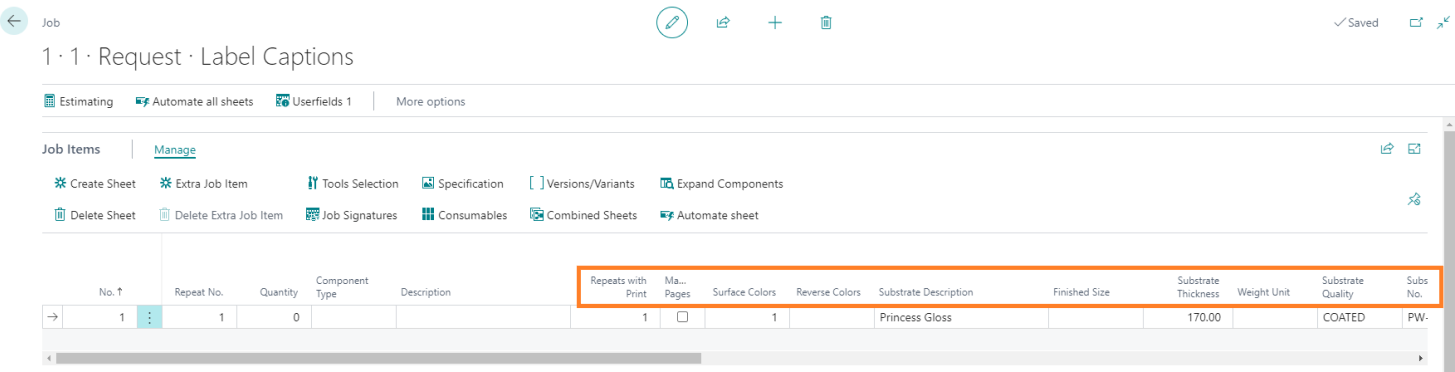 Job
Saved
1 · 1 · Request · Label Captions
Estimating Automate all sheets Userfields 1 More options
Job Items Manage
Create Sheet Extra Job Item Tools Selection Specification Versions/Variants Expand Components
Delete Sheet Delete Extra Job Item Job Signatures Consumables Combined Sheets Automate sheet
No. ↑ Repeat No. Quantity Component Type Description Repeats with Print Ma... Pages Surface Colors Reverse Colors Substrate Description Finished Size Substrate Thickness Weight Unit Substrate Quality Subs No.
1 1 0 1 1 Princess Gloss 170.00 COATED PW-